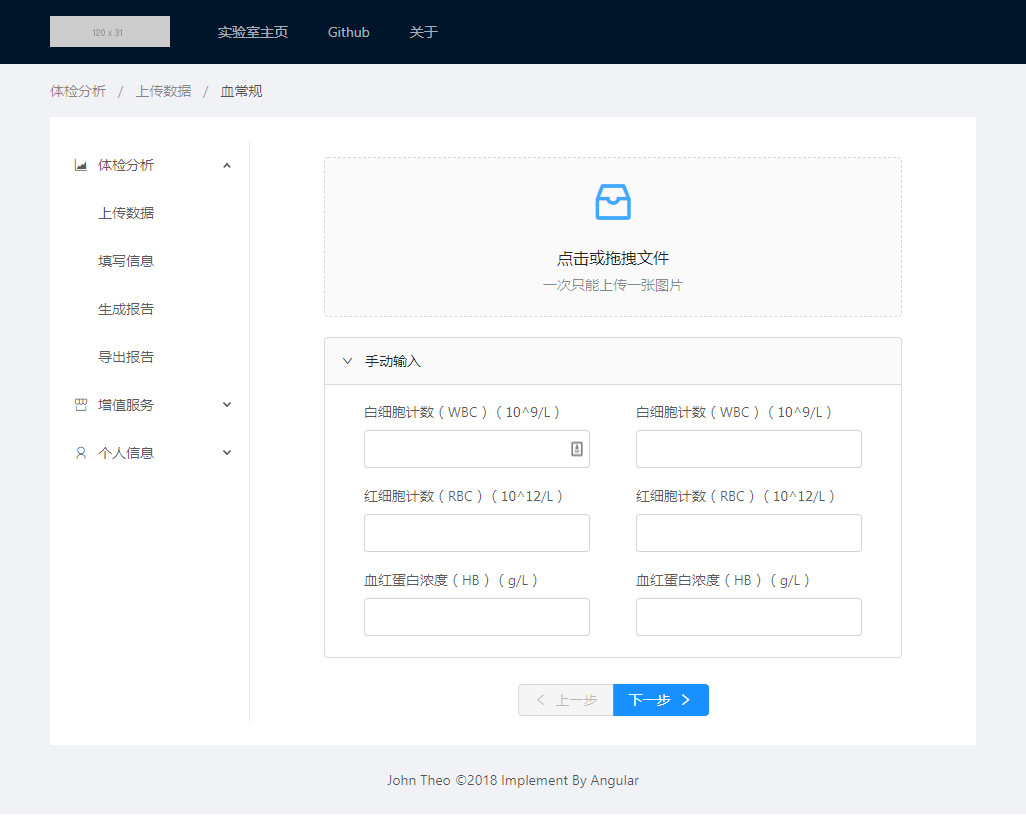 120 x 31 实验室主页 Github 关于
体检分析 / 上传数据 / 血常规
体检分析
上传数据
填写信息
生成报告
导出报告
增值服务
个人信息
点击或拖拽文件
一次只能上传一张图片
手动输入
白细胞计数（WBC）（10^9/L） 白细胞计数（WBC）（10^9/L）
红细胞计数（RBC）（10^12/L） 红细胞计数（RBC）（10^12/L）
血红蛋白浓度（HB）（g/L） 血红蛋白浓度（HB）（g/L）
上一步 下一步
John Theo ©2018 Implement By Angular